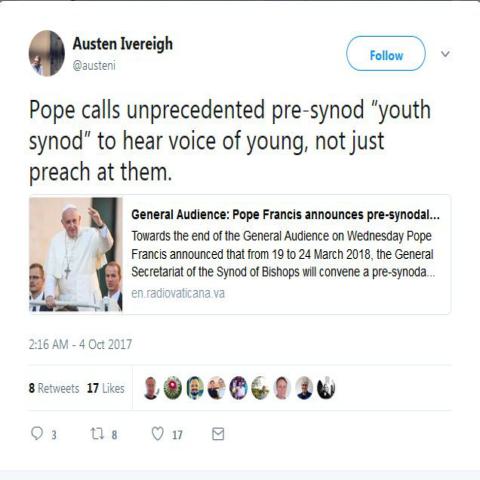 Austen Ivereigh
@austeni
Follow
Pope calls unprecedented pre-synod “youth
synod” to hear voice of young, not just
preach at them.
General Audience: Pope Francis announces pre-synodal...
Towards the end of the General Audience on Wednesday Pope
Francis announced that from 19 to 24 March 2018, the General
Secretariat of the Synod of Bishops will convene a pre-synoda...
en.radiovaticana.va
2:16 AM - 4 Oct 2017
8 Retweets 17 Likes
3 8 17